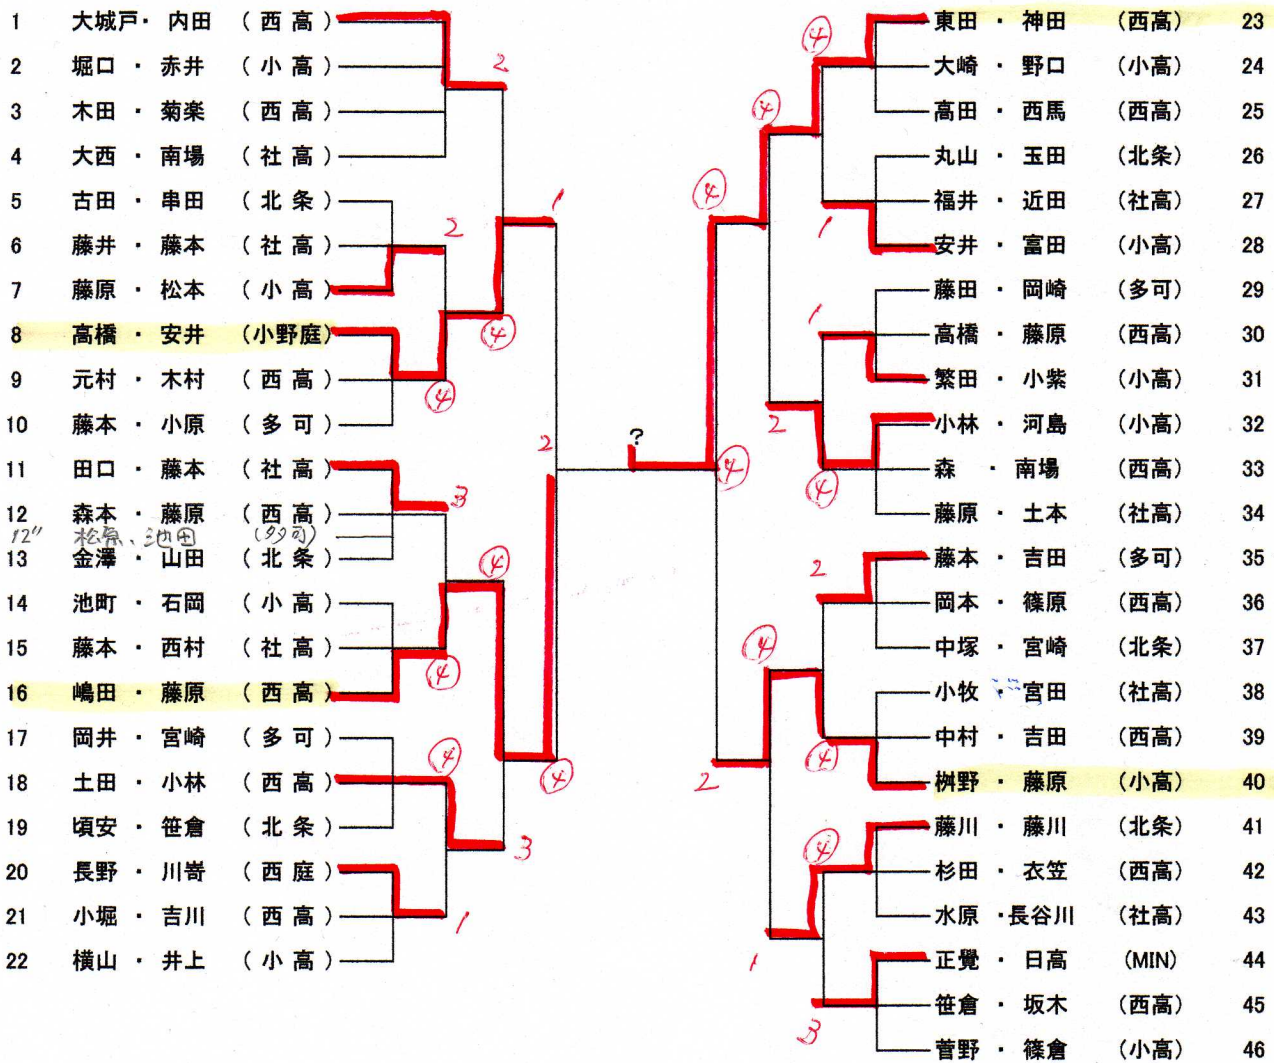 1 大城戸・ 内田 (西高)
2 堀口・赤井 (小高)
3 木田・菊楽 (西高)
4 大西・南場 (社高)
5 古田・串田 (北条)
6 藤井・藤本 (社高)
7 藤原・松本 (小高)
8 高橋・安井 (小野庭)
9 元村・木村 (西高)
10 藤本・小原 (多可)
11 田口・藤本 (社高)
12 森本・藤原 (西高)
12" 松原、池田 (多可)
13 金澤・山田 (北条)
14 池町・石岡 (小高)
15 藤本・西村 (社高)
16 嶋田・藤原 (西高)
17 岡井・宮崎 (多可)
18 土田・小林 (西高)
19 頃安・笹倉 (北条)
20 長野・川嵜 (西庭)
21 小堀・吉川 (西高)
22 横山・井上 (小高)
2
2
1
④
④
3
2
④
④
④
④
3
1
?
④
④
④
④
1
1
2
④
2
④
④
2
④
1
3
東田・神田 (西高) 23
大崎・野口 (小高) 24
高田・西馬 (西高) 25
丸山・玉田 (北条) 26
福井・近田 (社高) 27
安井・富田 (小高) 28
藤田・岡崎 (多可) 29
高橋・藤原 (西高) 30
繁田・小紫 (小高) 31
小林・河島 (小高) 32
森・南場 (西高) 33
藤原・土本 (社高) 34
藤本・吉田 (多可) 35
岡本・篠原 (西高) 36
中塚・宮崎 (北条) 37
小牧・宮田 (社高) 38
中村・吉田 (西高) 39
桝野・藤原 (小高) 40
藤川・藤川 (北条) 41
杉田・衣笠 (西高) 42
水原・長谷川 (社高) 43
正覺・日高 (MIN) 44
笹倉・坂木 (西高) 45
菅野・篠倉 (小高) 46